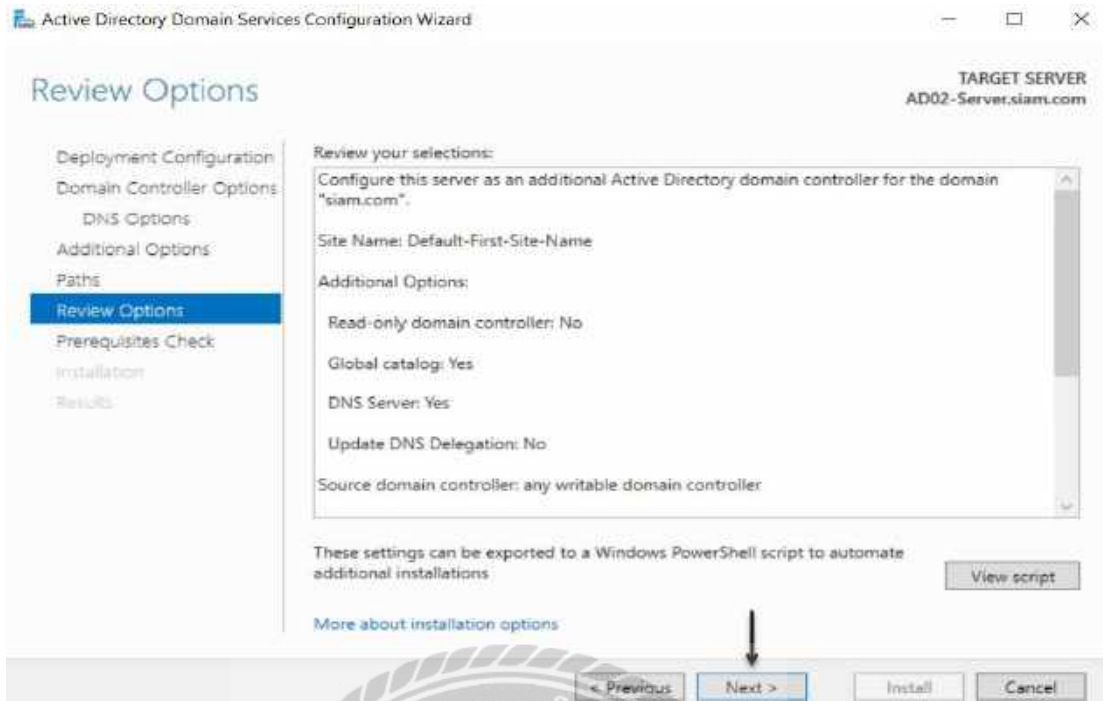 Active Directory Domain Services Configuration Wizard
Review Options
TARGET SERVER
AD02-Server.siam.com
Deployment Configuration
Domain Controller Options
DNS Options
Additional Options
Paths
Review Options
Prerequisites Check
Installation
Results
Review your selections:
Configure this server as an additional Active Directory domain controller for the domain
"siam.com".
Site Name: Default-First-Site-Name
Additional Options:
Read-only domain controller: No
Global catalog: Yes
DNS Server: Yes
Update DNS Delegation: No
Source domain controller: any writable domain controller
These settings can be exported to a Windows PowerShell script to automate
additional installations
View script
More about installation options
< Previous
Next >
Install
Cancel